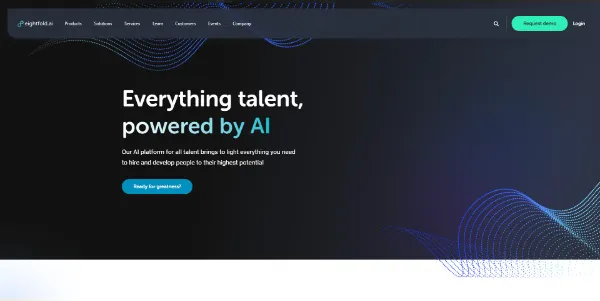 eightfold.ai Products Solutions Services Learn Customers Events Company Request demo Login
Everything talent,
powered by AI
Our AI platform for all talent brings to light everything you need
to hire and develop people to their highest potential
Ready for greatness?